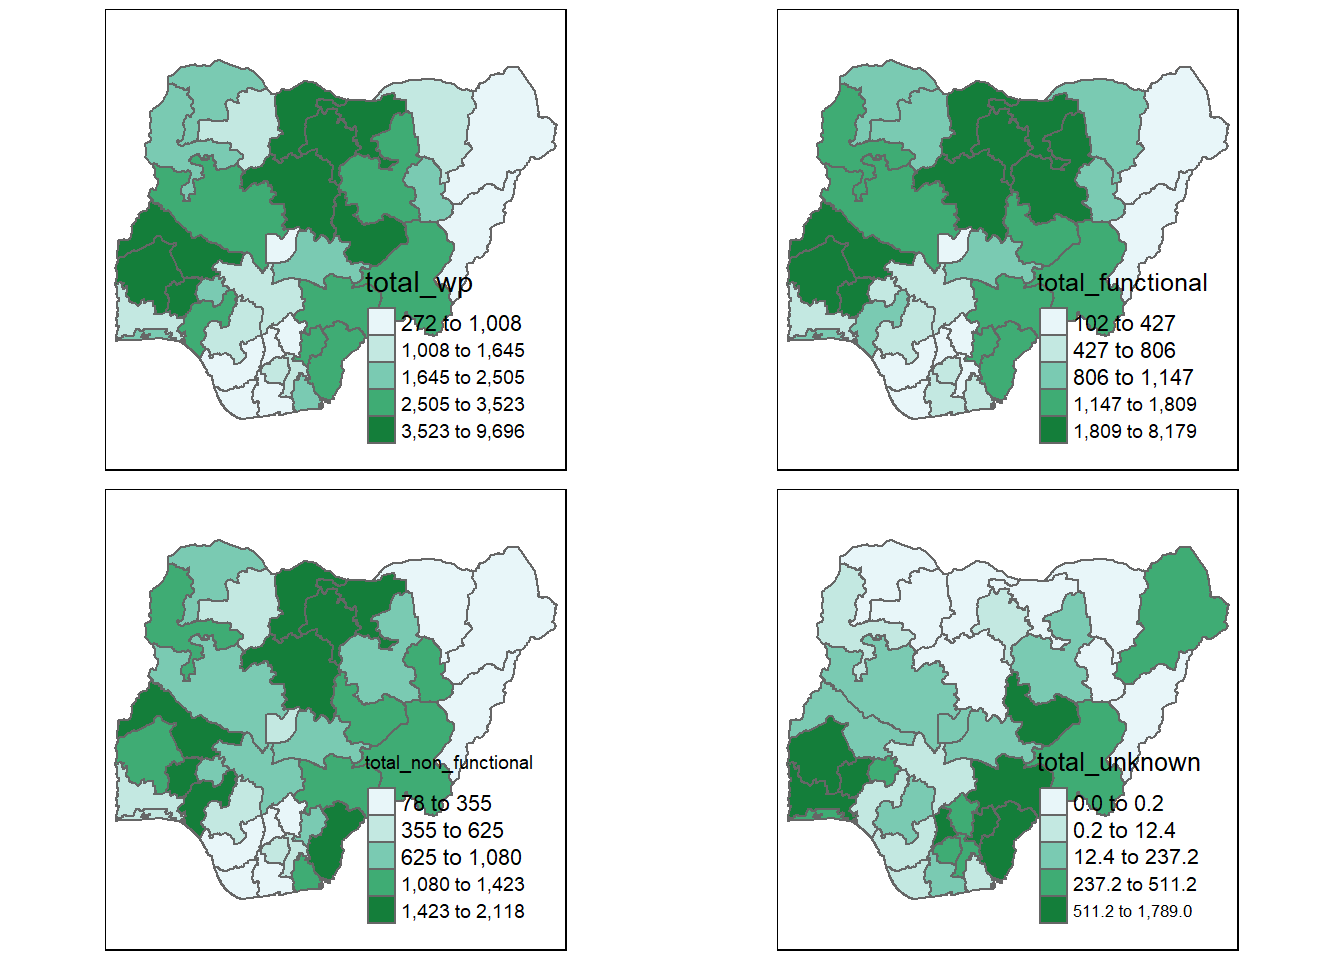 total_wp
272 to 1,008
1,008 to 1,645
1,645 to 2,505
2,505 to 3,523
3,523 to 9,696
total_functional
102 to 427
427 to 806
806 to 1,147
1,147 to 1,809
1,809 to 8,179
total_non_functional
78 to 355
355 to 625
625 to 1,080
1,080 to 1,423
1,423 to 2,118
total_unknown
0.0 to 0.2
0.2 to 12.4
12.4 to 237.2
237.2 to 511.2
511.2 to 1,789.0